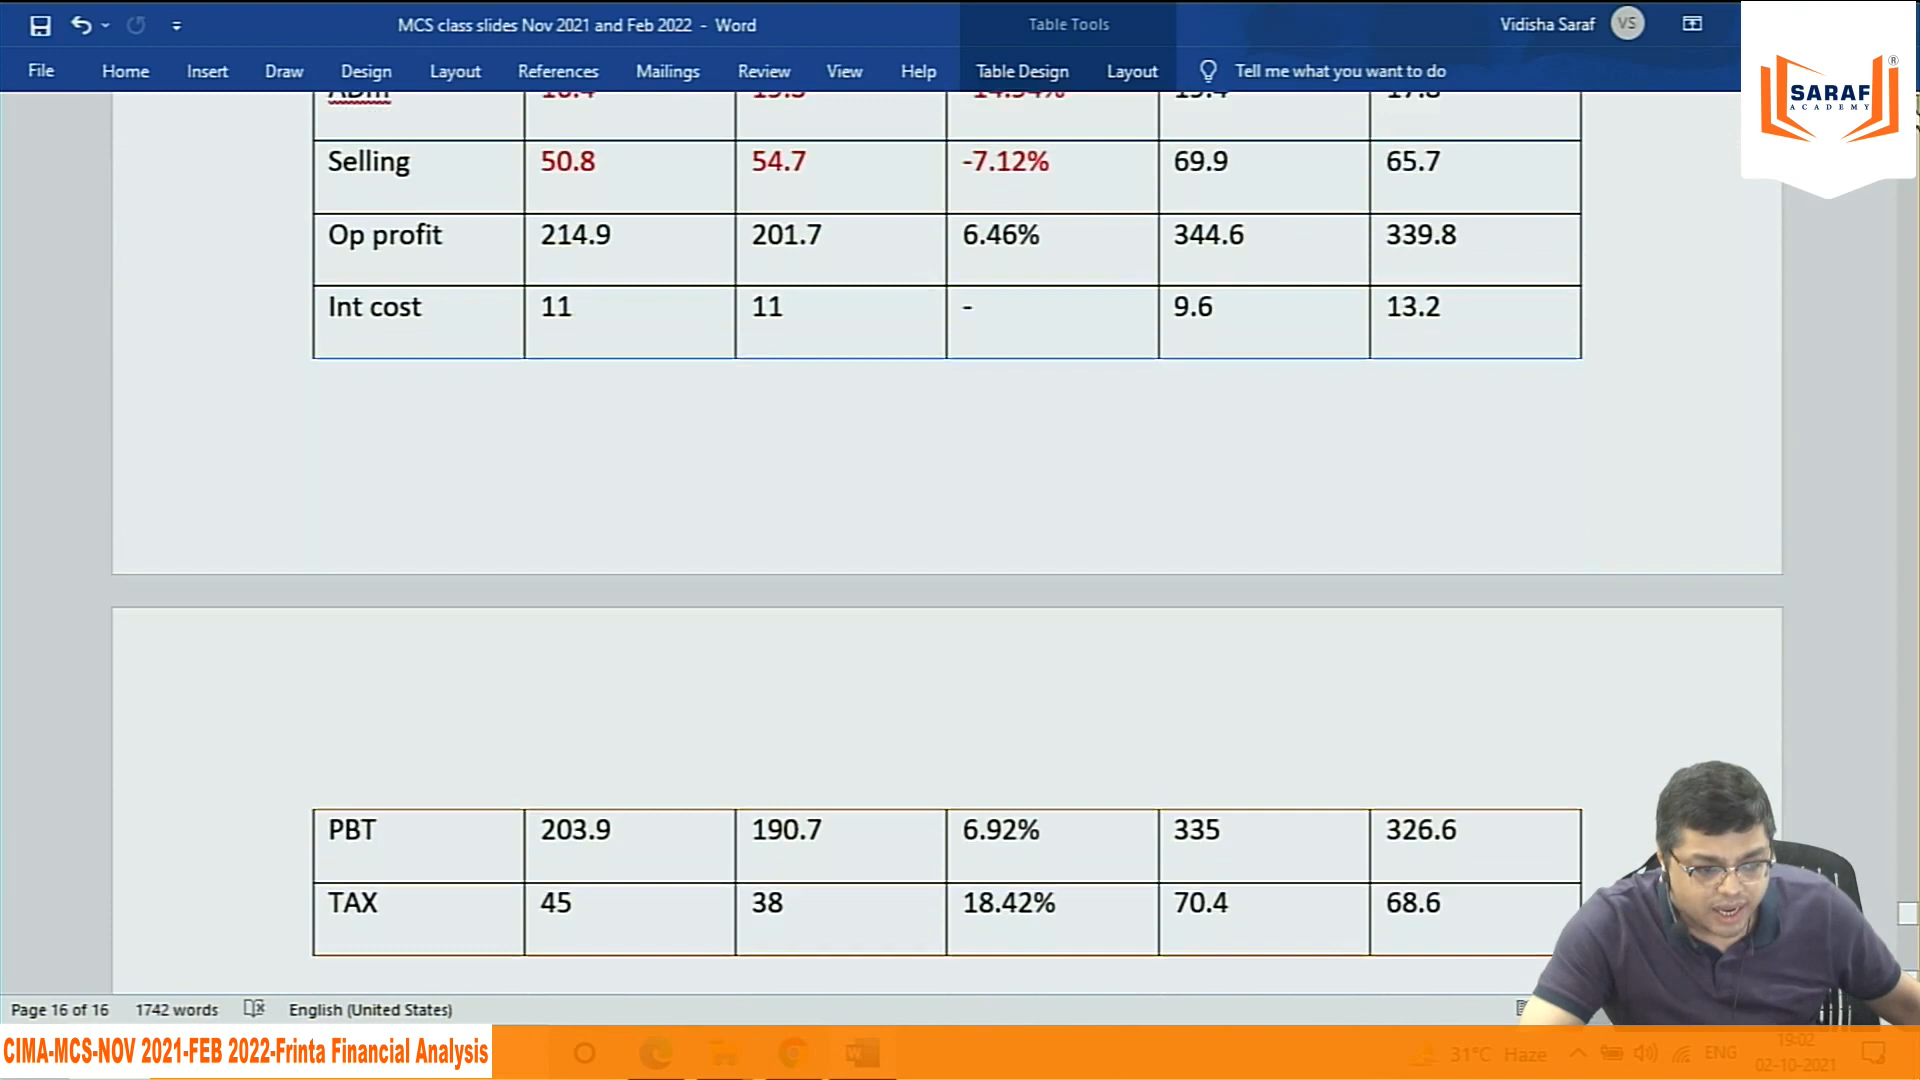 MCS class slides Nov 2021 and Feb 2022 - Word
Table Tools
Vidisha Saraf
VS
File Home Insert Draw Design Layout References Mailings Review View Help Table Design Layout Tell me what you want to do
SARAF
ACADEMY
®
Selling 50.8 54.7 -7.12% 69.9 65.7
Op profit 214.9 201.7 6.46% 344.6 339.8
Int cost 11 11 - 9.6 13.2
PBT 203.9 190.7 6.92% 335 326.6
TAX 45 38 18.42% 70.4 68.6
Page 16 of 16 1742 words English (United States)
CIMA-MCS-NOV 2021-FEB 2022-Frinta Financial Analysis
31°C Haze ENG
19:02
02-10-2021